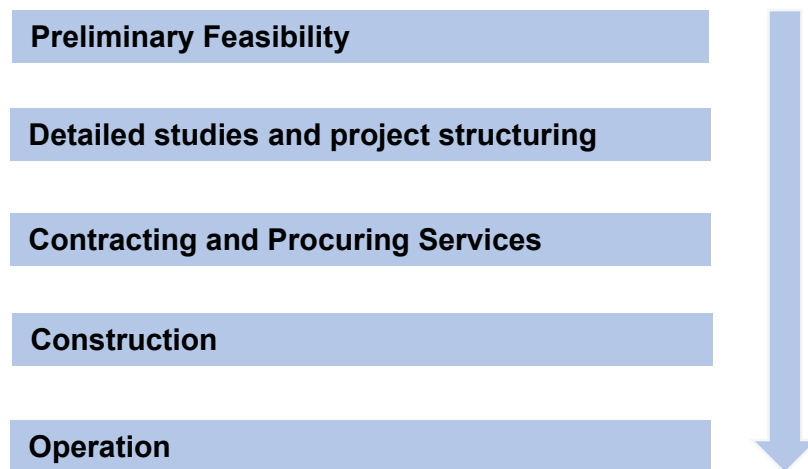 Preliminary Feasibility
Detailed studies and project structuring
Contracting and Procuring Services
Construction
Operation